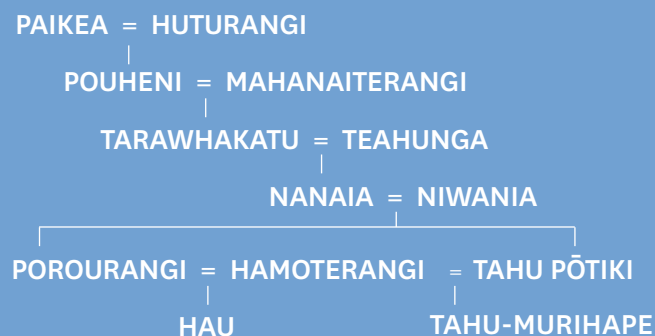 PAIKEA = HUTURANGI
POUHENI = MAHANAITERANGI
TARAWHAKATU = TEAHUNGA
NANAIA = NIWANIA
POROURANGI = HAMOTERANGI = TAHU PŌTIKI
HAU TAHU-MURIHAPE